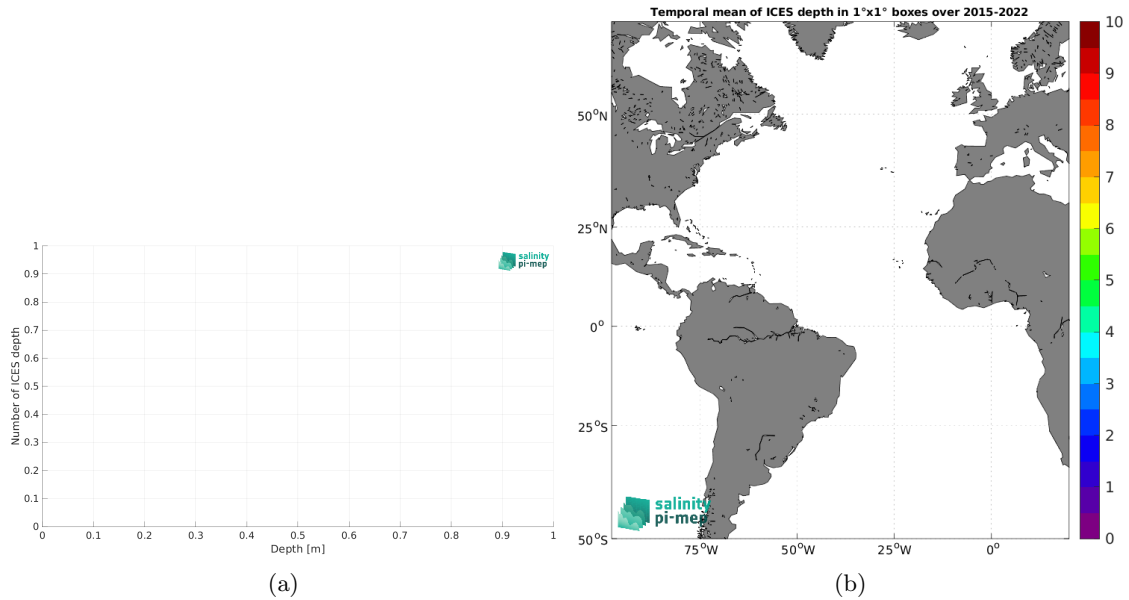 Temporal mean of ICES depth in 1°x1° boxes over 2015-2022
1
0.9
0.8
0.7
0.6
0.5
0.4
0.3
0.2
0.1
0
Number of ICES depth
0 0.1 0.2 0.3 0.4 0.5 0.6 0.7 0.8 0.9 1
Depth [m]
salinity
pi-mep
(a)
50°N
25°N
0°
25°S
50°S
75°W 50°W 25°W 0°
salinity
pi-mep
10
9
8
7
6
5
4
3
2
1
0
(b)